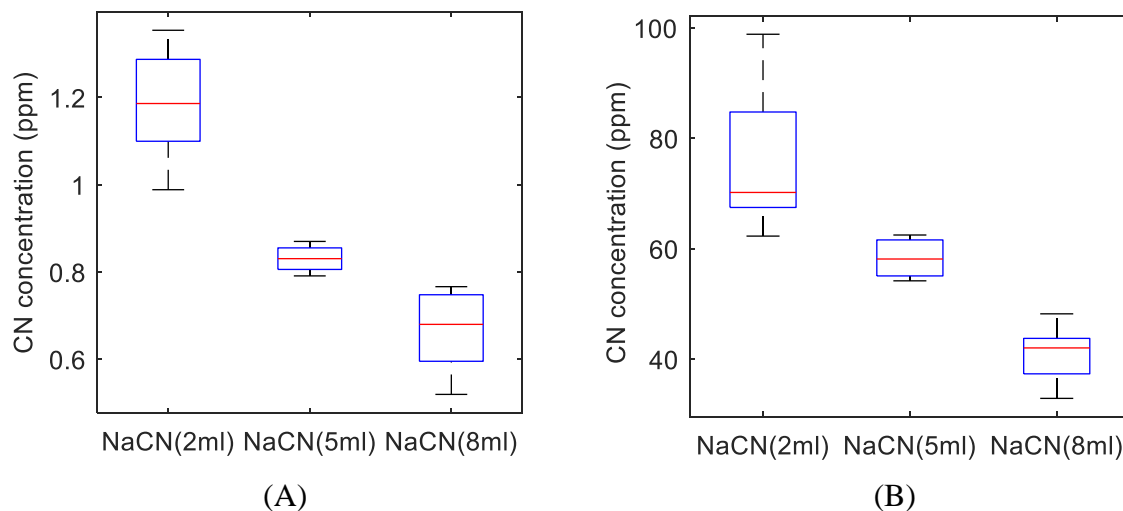 CN concentration (ppm)
1.2
1
0.8
0.6
NaCN(2ml) NaCN(5ml) NaCN(8ml)
(A)
CN concentration (ppm)
100
80
60
40
NaCN(2ml) NaCN(5ml) NaCN(8ml)
(B)